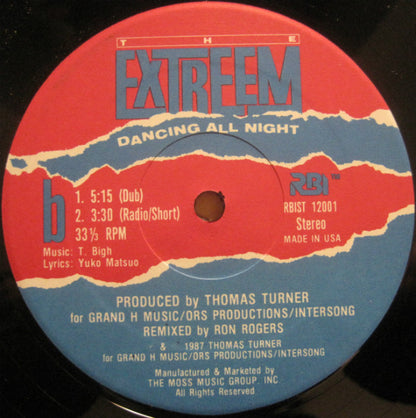 THE
EXTREEM
DANCING ALL NIGHT
b
1. 5:15 (Dub)
2. 3:30 (Radio/Short)
33⅓ RPM
Music: T. Bigh
Lyrics: Yuko Matsuo
RBI
RBIST 12001
Stereo
MADE IN USA
PRODUCED by THOMAS TURNER
for GRAND H MUSIC/ORS PRODUCTIONS/INTERSONG
REMIXED by RON ROGERS
& 1987 THOMAS TURNER
for GRAND H MUSIC/ORS PRODUCTIONS/INTERSONG
Manufactured & Marketed by
THE MOSS MUSIC GROUP, INC.
All Rights Reserved